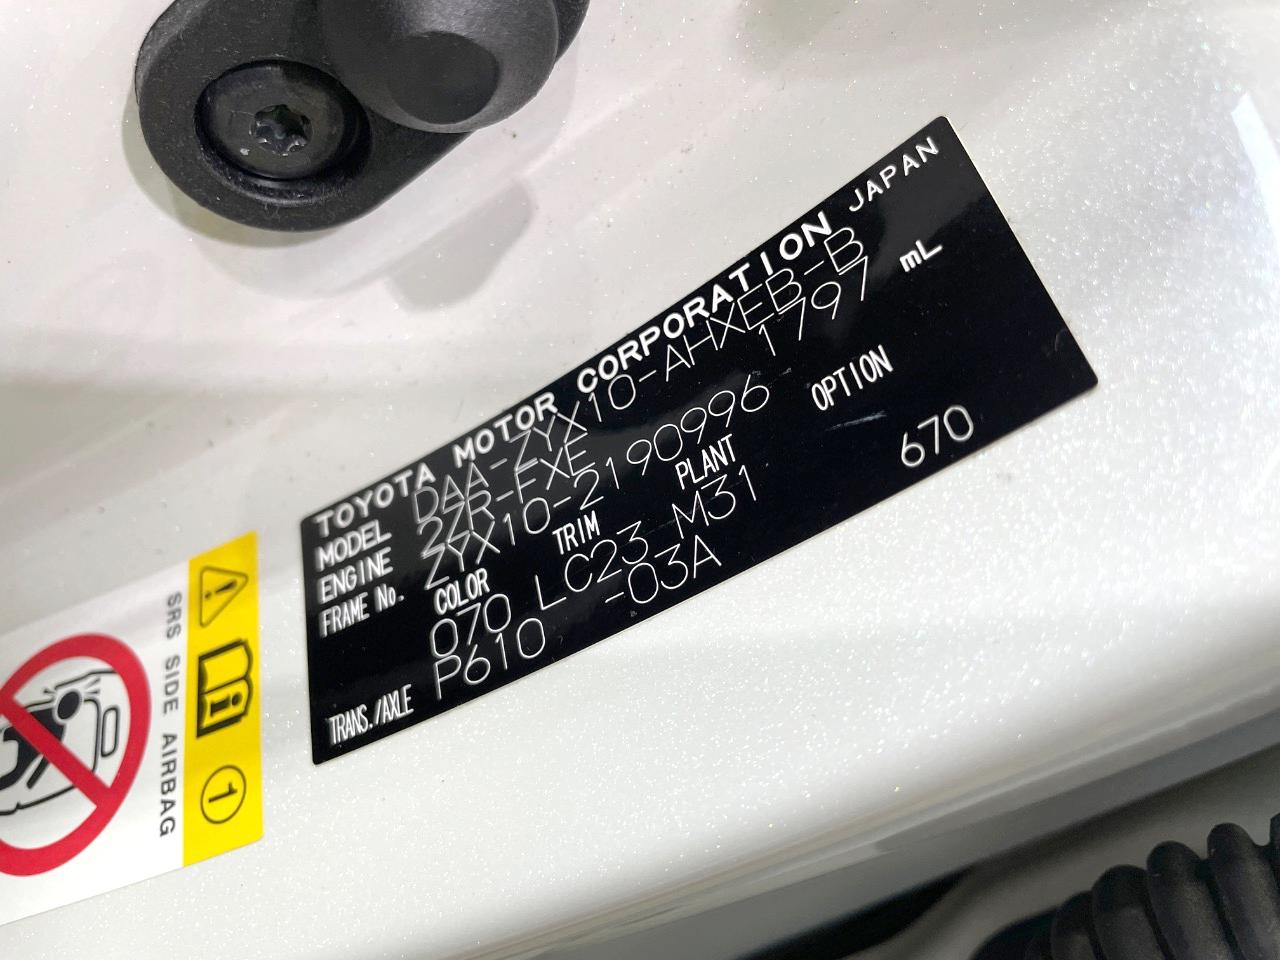 TOYOTA MOTOR CORPORATION JAPAN
MODEL DAA-ZYX10-AHXEB-B
ENGINE 2ZR-FXE 1797 mL
FRAME No. ZYX10-2190996
COLOR TRIM PLANT OPTION
070 LC23 M31 670
TRANS./AXLE P610 -03A
SRS SIDE AIRBAG
1